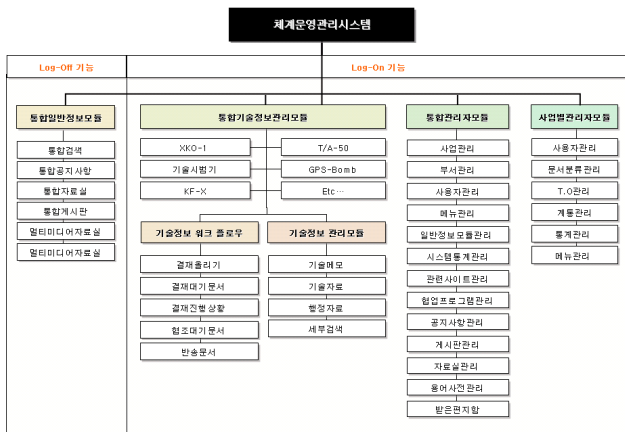 체계운영관리시스템
Log-Off 기능
Log-On 기능
통합일반정보모듈
통합검색
통합공지사항
통합자료실
통합게시판
멀티미디어자료실
멀티미디어자료실
통합기술정보관리모듈
XKO-1
T/A-50
기술시범기
GPS-Bomb
KF-X
Etc…
기술정보 워크 플로우
결재올리기
결재대기문서
결재진행상황
협조대기문서
반송문서
기술정보 관리모듈
기술메모
기술자료
행정자료
세부검색
통합관리자모듈
사업관리
부서관리
사용자관리
메뉴관리
일반정보모듈관리
시스템통계관리
관련사이트관리
협업프로그램관리
공지사항관리
게시판관리
자료실관리
용어사전관리
받은편지함
사업별관리자모듈
사용자관리
문서분류관리
T.O관리
계통관리
통계관리
메뉴관리